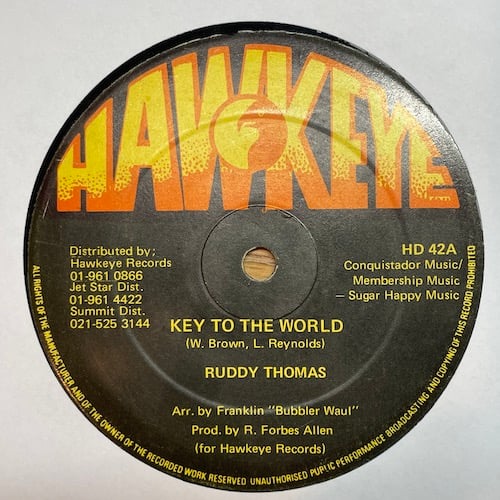 HAWKEYE
Distributed by;
Hawkeye Records
01-961 0866
Jet Star Dist.
01-961 4422
Summit Dist.
021-525 3144
HD 42A
Conquistador Music/
Membership Music
— Sugar Happy Music
KEY TO THE WORLD
(W. Brown, L. Reynolds)
RUDDY THOMAS
Arr. by Franklin "Bubbler Waul"
Prod. by R. Forbes Allen
(for Hawkeye Records)
ALL RIGHTS OF THE MANUFACTURER AND OF THE OWNER OF THE RECORDED WORK RESERVED UNAUTHORISED PUBLIC PERFORMANCE BROADCASTING AND COPYING OF THIS RECORD PROHIBITED